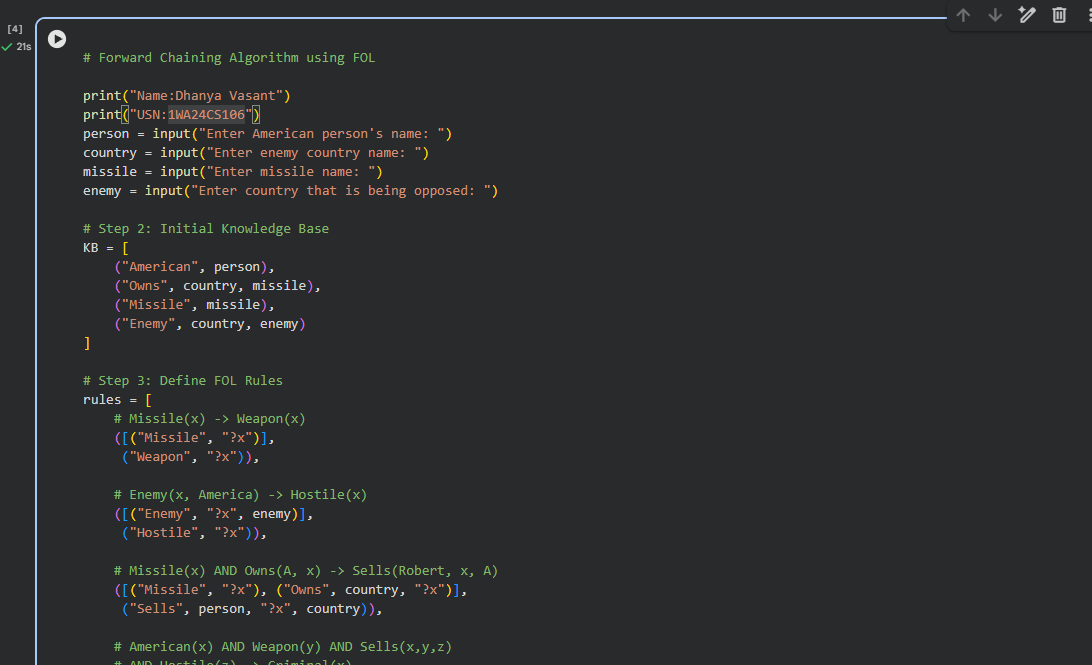 [4]
21s
# Forward Chaining Algorithm using FOL
print("Name:Dhanya Vasant")
print("USN:1WA24CS106")
person = input("Enter American person's name: ")
country = input("Enter enemy country name: ")
missile = input("Enter missile name: ")
enemy = input("Enter country that is being opposed: ")
# Step 2: Initial Knowledge Base
KB = [
("American", person),
("Owns", country, missile),
("Missile", missile),
("Enemy", country, enemy)
]
# Step 3: Define FOL Rules
rules = [
# Missile(x) -> Weapon(x)
([("Missile", "?x")],
("Weapon", "?x")),
# Enemy(x, America) -> Hostile(x)
([("Enemy", "?x", enemy)],
("Hostile", "?x")),
# Missile(x) AND Owns(A, x) -> Sells(Robert, x, A)
([("Missile", "?x"), ("Owns", country, "?x")],
("Sells", person, "?x", country)),
# American(x) AND Weapon(y) AND Sells(x,y,z)
# AND Hostile(z) -> Criminal(x)